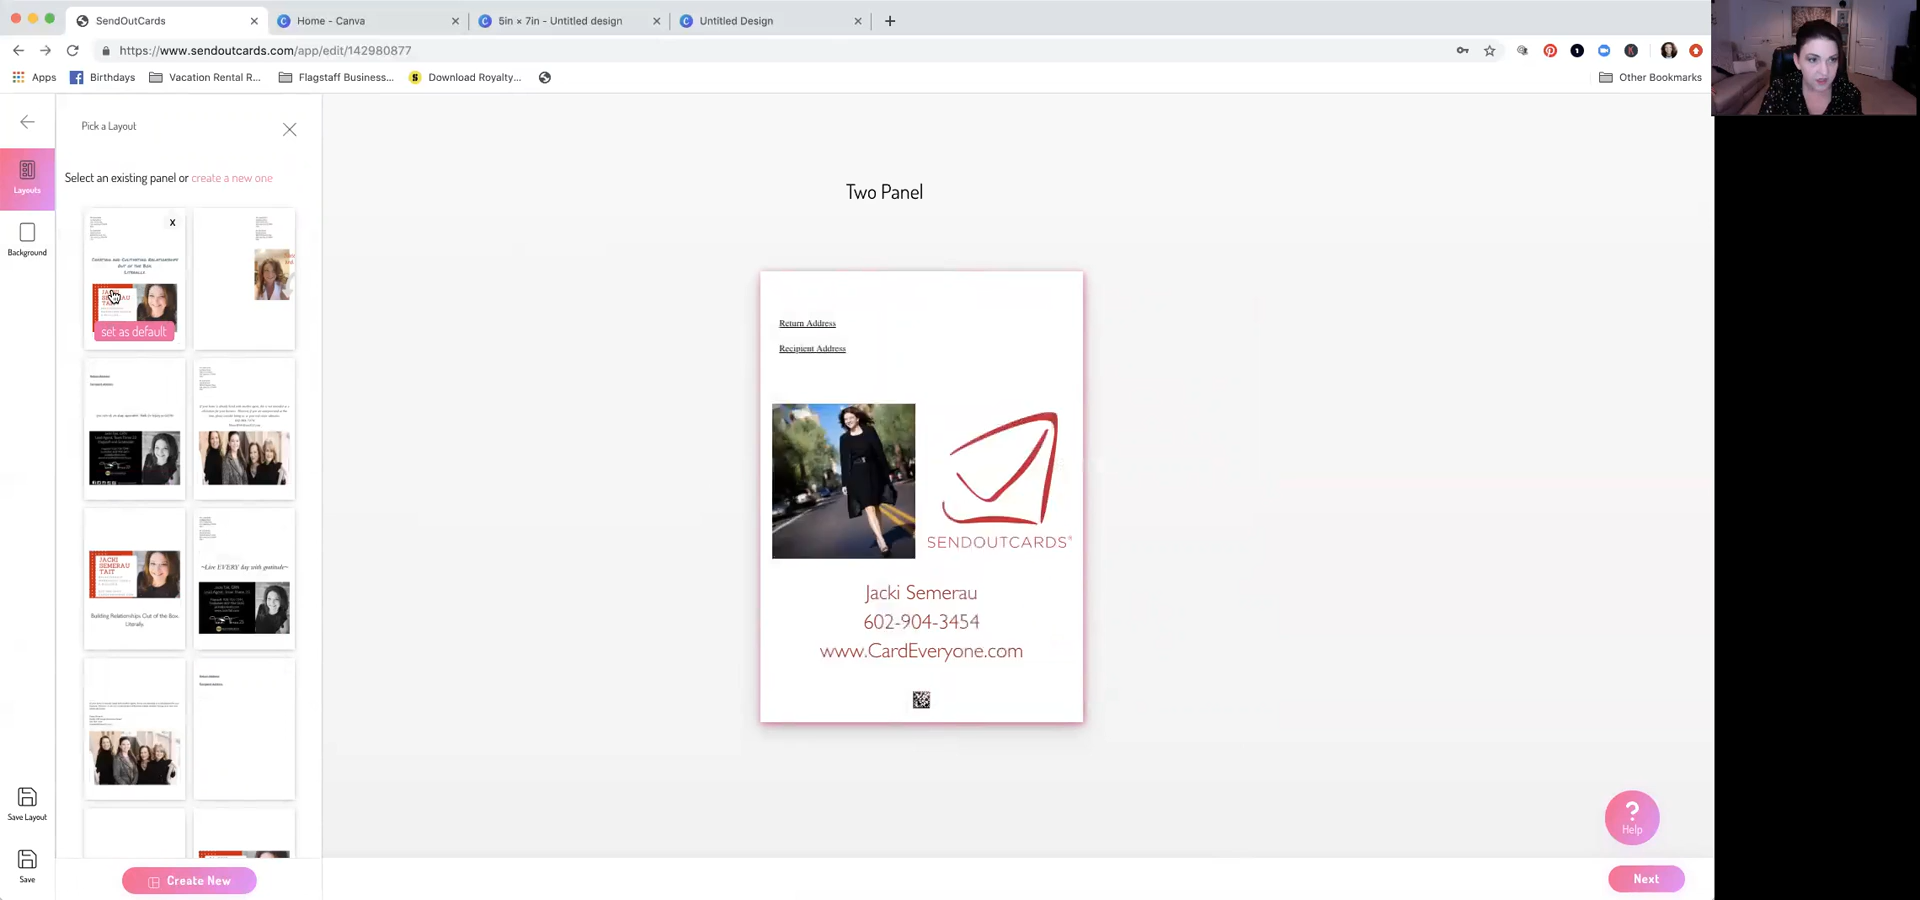 SendOutCards
Home - Canva
5in × 7in - Untitled design
Untitled Design
https://www.sendoutcards.com/app/edit/142980877
Apps
Birthdays
Vacation Rental R...
Flagstaff Business...
Download Royalty...
Other Bookmarks
Pick a Layout
Select an existing panel or create a new one
Layouts
Background
Save Layout
Save
x
set as default
JACKI
SEMERAU
TAIT
Building Relationships Out of the Box.
Literally.
~Live EVERY day with gratitude~
Create New
Two Panel
Return Address
Recipient Address
SENDOUTCARDS®
Jacki Semerau
602-904-3454
www.CardEveryone.com
?
Help
Next